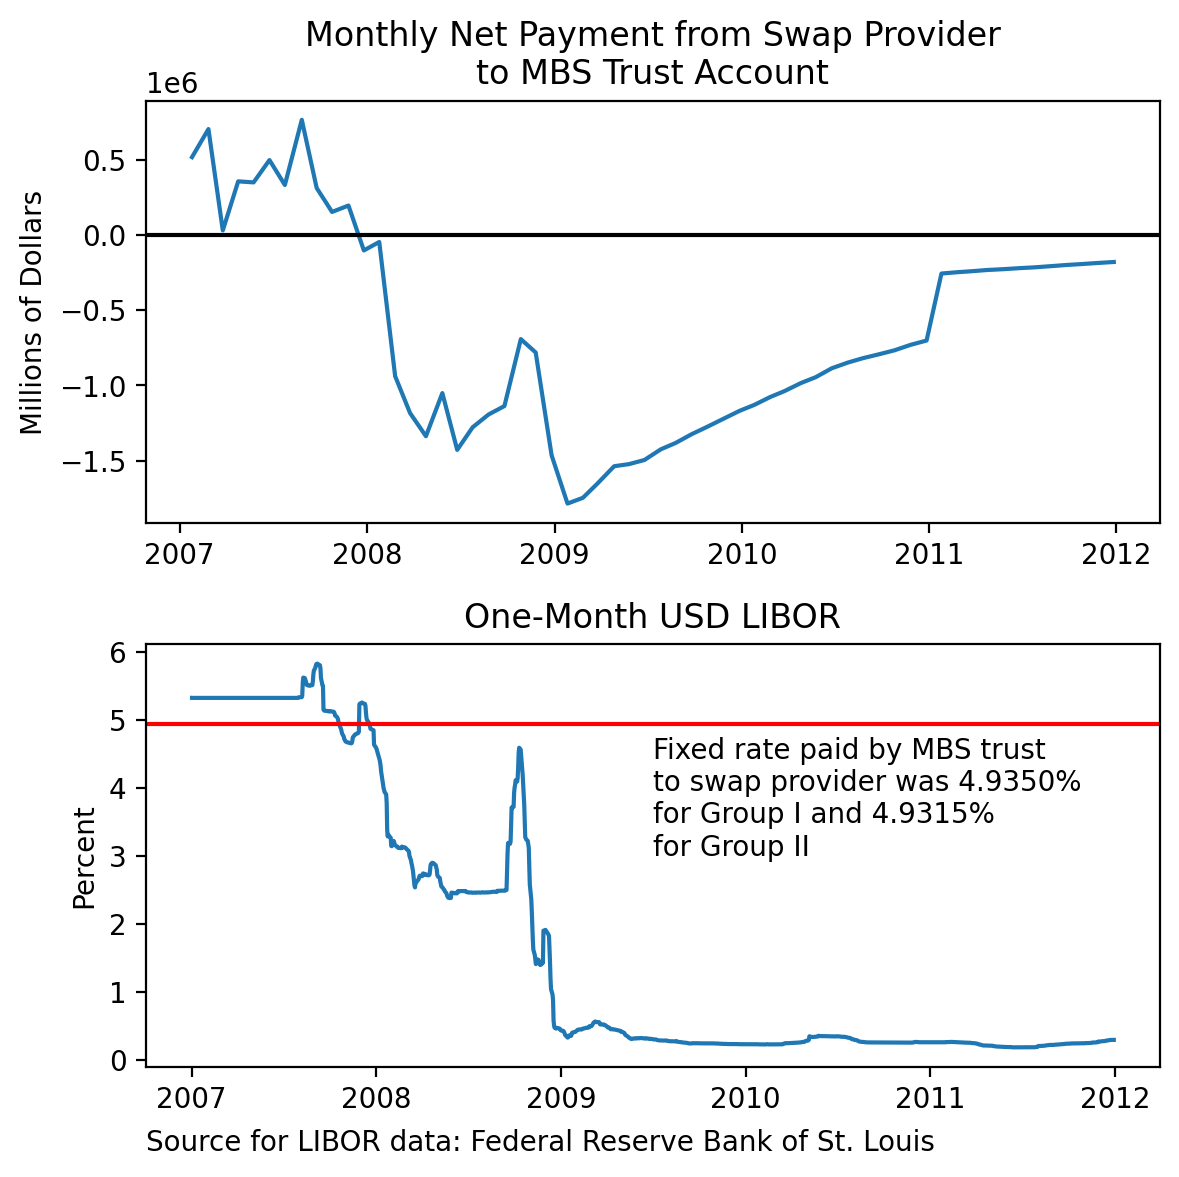 Monthly Net Payment from Swap Provider
to MBS Trust Account
1e6
0.5
0.0
−0.5
−1.0
−1.5
Millions of Dollars
2007 2008 2009 2010 2011 2012
One-Month USD LIBOR
6
5
4
3
2
1
0
Percent
Fixed rate paid by MBS trust
to swap provider was 4.9350%
for Group I and 4.9315%
for Group II
2007 2008 2009 2010 2011 2012
Source for LIBOR data: Federal Reserve Bank of St. Louis